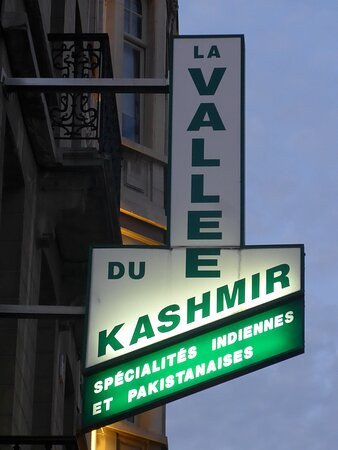 LA
VALLEE
DU
KASHMIR
SPÉCIALITÉS INDIENNES
ET PAKISTANAISES